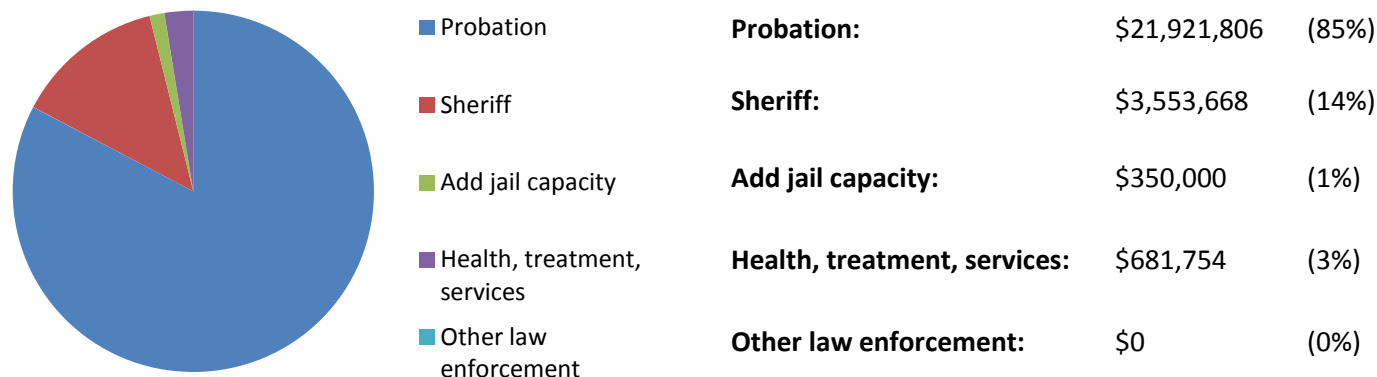 Probation
Sheriff
Add jail capacity
Health, treatment,
services
Other law
enforcement
Probation: $21,921,806 (85%)
Sheriff: $3,553,668 (14%)
Add jail capacity: $350,000 (1%)
Health, treatment, services: $681,754 (3%)
Other law enforcement: $0 (0%)